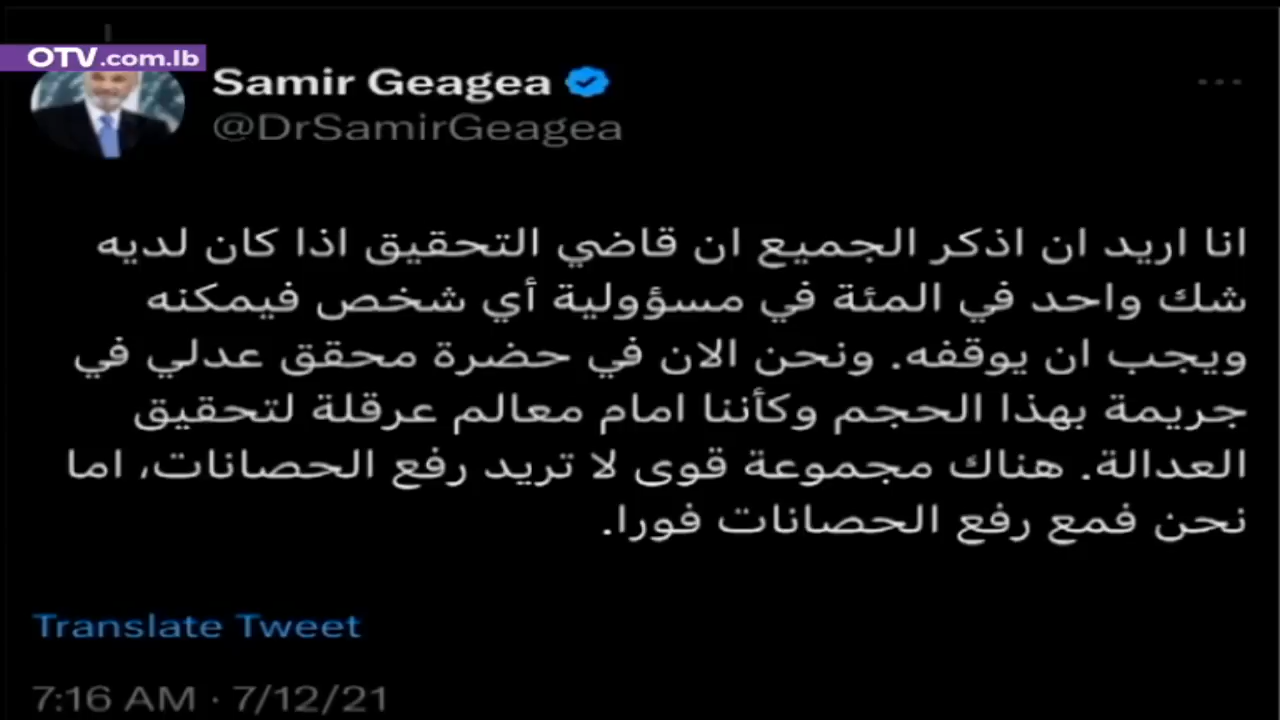 OTV.com.lb
Samir Geagea
@DrSamirGeagea
انا اريد ان اذكر الجميع ان قاضي التحقيق اذا كان لديه
شك واحد في المئة في مسؤولية أي شخص فيمكنه
ويجب ان يوقفه. ونحن الان في حضرة محقق عدلي في
جريمة بهذا الحجم وكأننا امام معالم عرقلة لتحقيق
العدالة. هناك مجموعة قوى لا تريد رفع الحصانات، اما
نحن فمع رفع الحصانات فورا.
Translate Tweet
7:16 AM · 7/12/21